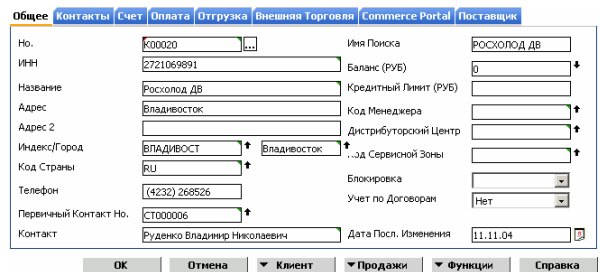 Общее Контакты Счет Оплата Отгрузка Внешняя Торговля Commerce Portal Поставщик
Но. К00020 ... Имя Поиска РОСХОЛОД ДВ
ИНН 2721069891 Баланс (РУБ) 0
Название Росхолод ДВ Кредитный Лимит (РУБ)
Адрес Владивосток Код Менеджера
Адрес 2 Дистрибуторский Центр
Индекс/Город ВЛАДИВОСТ Владивосток Код Сервисной Зоны
Код Страны RU
Блокировка
Телефон (4232) 268526
Учет по Договорам Нет
Первичный Контакт Но. CT000006
Контакт Руденко Владимир Николаевич Дата Посл. Изменения 11.11.04
ОК Отмена Клиент Продажи Функции Справка